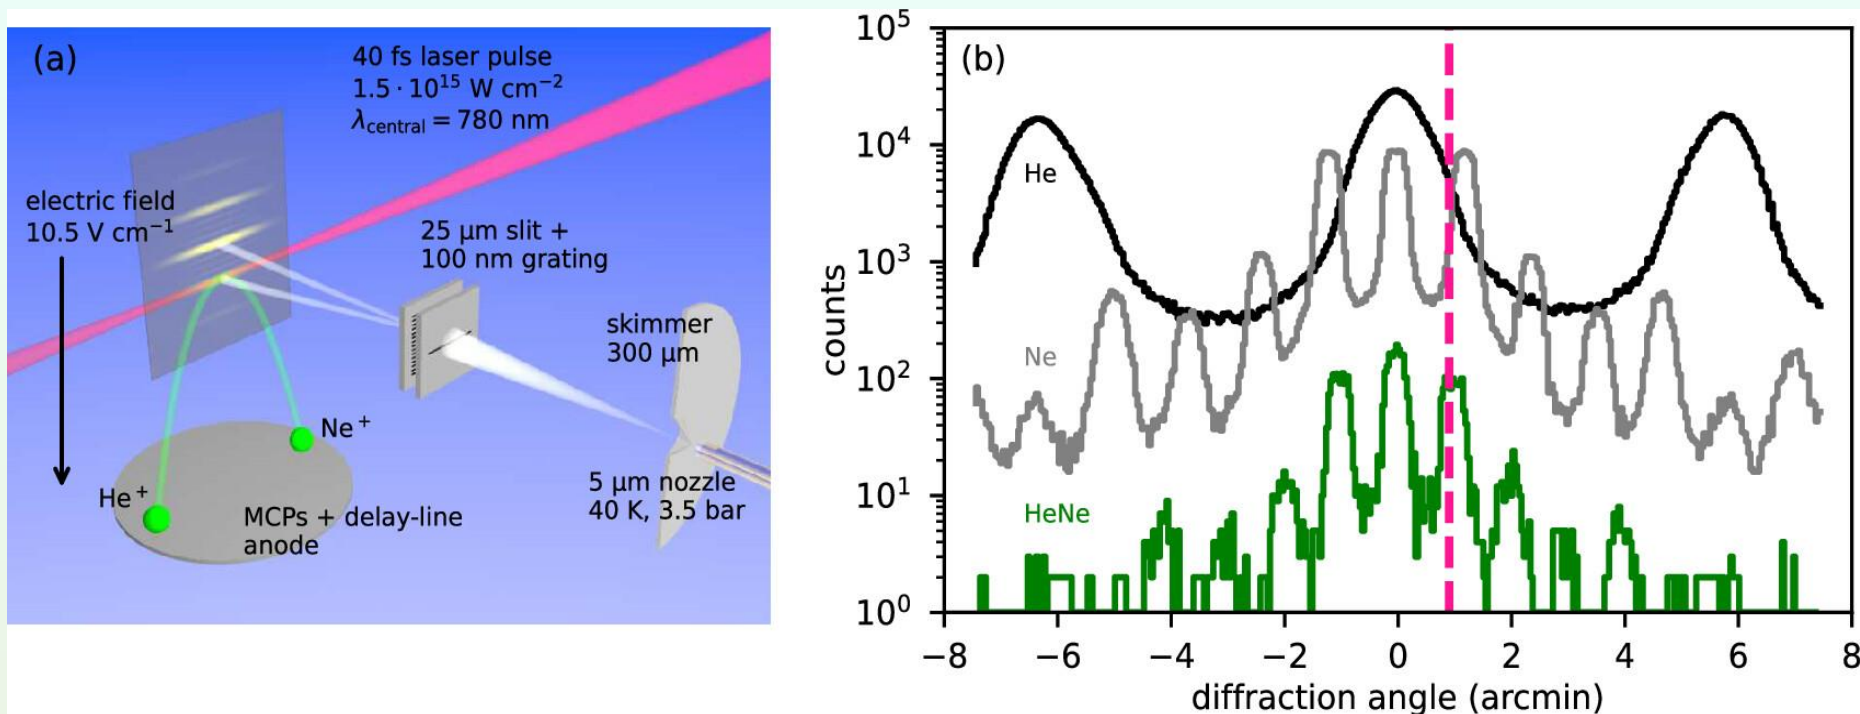 (a)
40 fs laser pulse
1.5 · 10¹⁵ W cm⁻²
λcentral = 780 nm
electric field
10.5 V cm⁻¹
25 µm slit +
100 nm grating
skimmer
300 µm
Ne⁺
He⁺
MCPs + delay-line
anode
5 µm nozzle
40 K, 3.5 bar
(b)
10⁵
10⁴
10³
10²
10¹
10⁰
counts
He
Ne
HeNe
−8 −6 −4 −2 0 2 4 6 8
diffraction angle (arcmin)